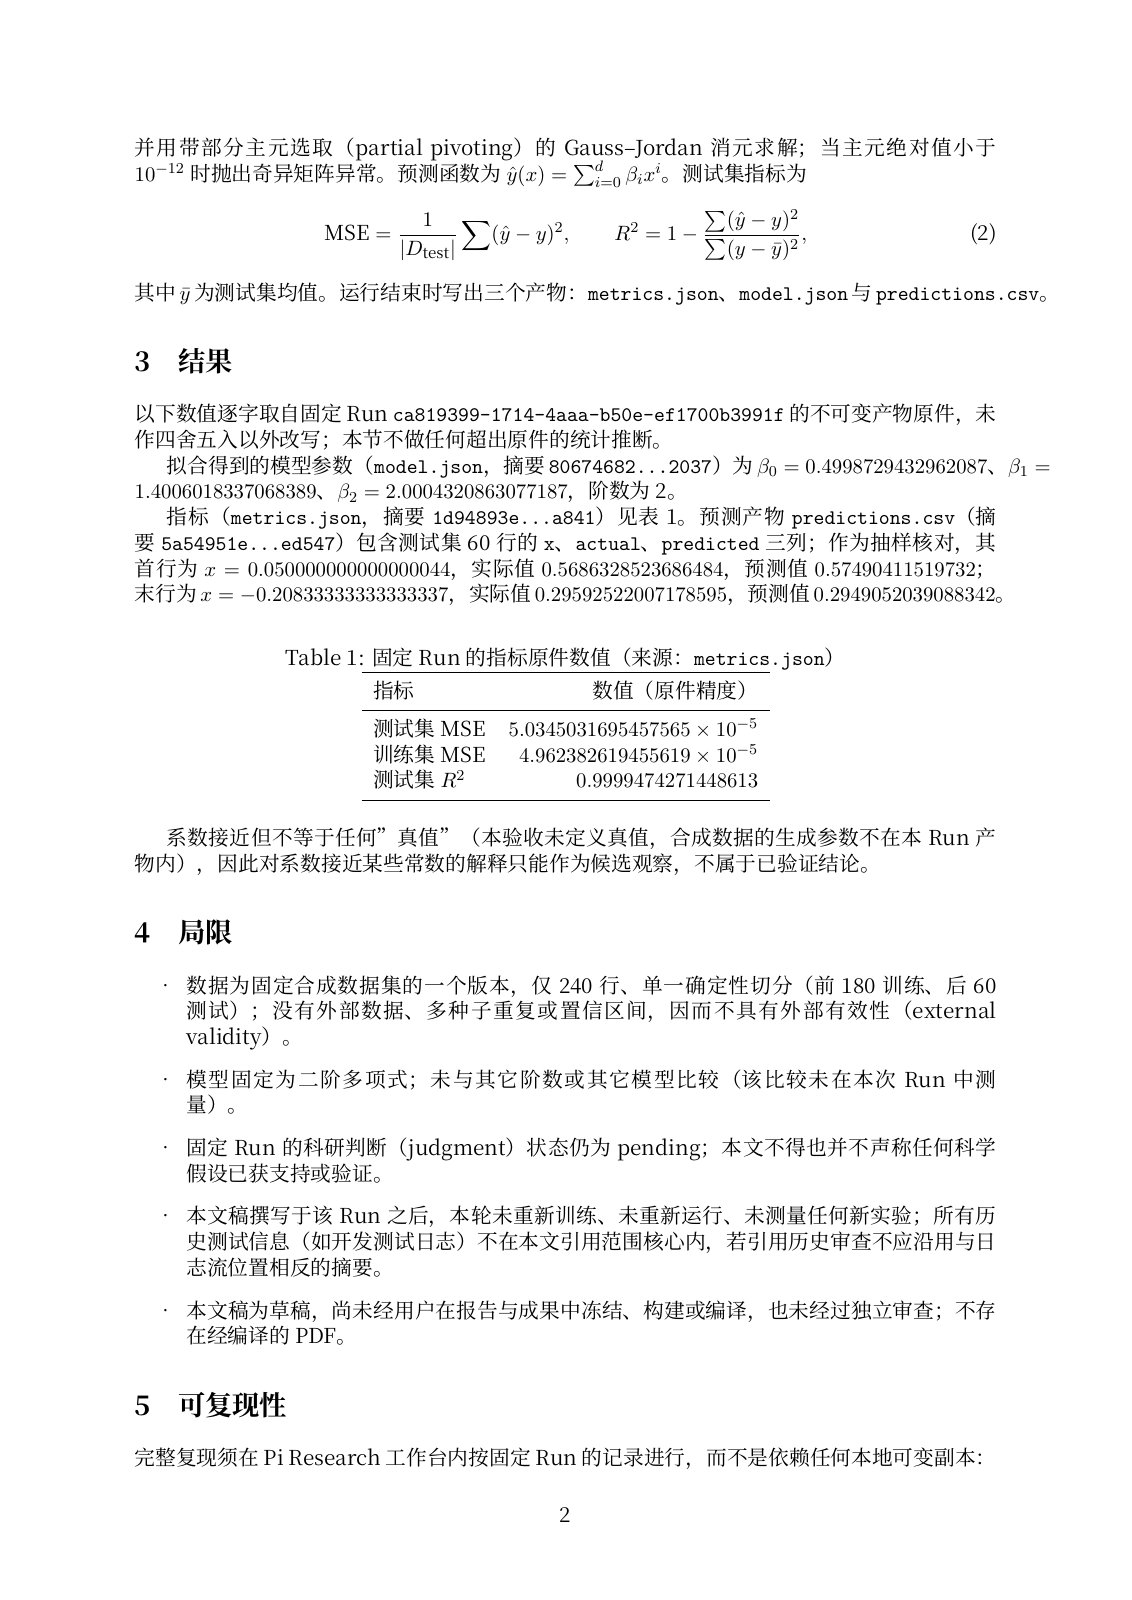 并用带部分主元选取（partial pivoting）的 Gauss–Jordan 消元求解；当主元绝对值小于
10⁻¹² 时抛出奇异矩阵异常。预测函数为 ŷ(x) = ∑ᵢ₌₀ᵈ βᵢxⁱ。测试集指标为
MSE = 1/|D_test| ∑(ŷ − y)², R² = 1 − ∑(ŷ − y)²/∑(y − ȳ)², (2)
其中 ȳ 为测试集均值。运行结束时写出三个产物：metrics.json、model.json 与 predictions.csv。
3 结果
以下数值逐字取自固定 Run ca819399-1714-4aaa-b50e-ef1700b3991f 的不可变产物原件，未
作四舍五入以外改写；本节不做任何超出原件的统计推断。
拟合得到的模型参数（model.json，摘要 80674682...2037）为 β₀ = 0.4998729432962087、β₁ =
1.4006018337068389、β₂ = 2.0004320863077187，阶数为 2。
指标（metrics.json，摘要 1d94893e...a841）见表 1。预测产物 predictions.csv（摘
要 5a54951e...ed547）包含测试集 60 行的 x、actual、predicted 三列；作为抽样核对，其
首行为 x = 0.050000000000000044，实际值 0.5686328523686484，预测值 0.57490411519732；
末行为 x = −0.20833333333333337，实际值 0.29592522007178595，预测值 0.2949052039088342。
Table 1: 固定 Run 的指标原件数值（来源：metrics.json）
指标 数值（原件精度）
测试集 MSE 5.0345031695457565 × 10⁻⁵
训练集 MSE 4.962382619455619 × 10⁻⁵
测试集 R² 0.9999474271448613
系数接近但不等于任何”真值”（本验收未定义真值，合成数据的生成参数不在本 Run 产
物内），因此对系数接近某些常数的解释只能作为候选观察，不属于已验证结论。
4 局限
· 数据为固定合成数据集的一个版本，仅 240 行、单一确定性切分（前 180 训练、后 60
测试）；没有外部数据、多种子重复或置信区间，因而不具有外部有效性（external
validity）。
· 模型固定为二阶多项式；未与其它阶数或其它模型比较（该比较未在本次 Run 中测
量）。
· 固定 Run 的科研判断（judgment）状态仍为 pending；本文不得也并不声称任何科学
假设已获支持或验证。
· 本文稿撰写于该 Run 之后，本轮未重新训练、未重新运行、未测量任何新实验；所有历
史测试信息（如开发测试日志）不在本文引用范围核心内，若引用历史审查不应沿用与日
志流位置相反的摘要。
· 本文稿为草稿，尚未经用户在报告与成果中冻结、构建或编译，也未经过独立审查；不存
在经编译的 PDF。
5 可复现性
完整复现须在 Pi Research 工作台内按固定 Run 的记录进行，而不是依赖任何本地可变副本：
2